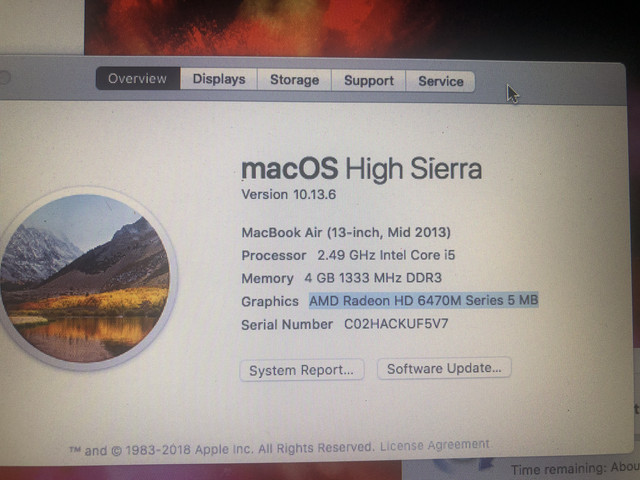 Overview
Displays
Storage
Support
Service
macOS High Sierra
Version 10.13.6
MacBook Air (13-inch, Mid 2013)
Processor 2.49 GHz Intel Core i5
Memory 4 GB 1333 MHz DDR3
Graphics AMD Radeon HD 6470M Series 5 MB
Serial Number C02HACKUF5V7
System Report...
Software Update...
™ and © 1983-2018 Apple Inc. All Rights Reserved. License Agreement
Time remaining: Abou